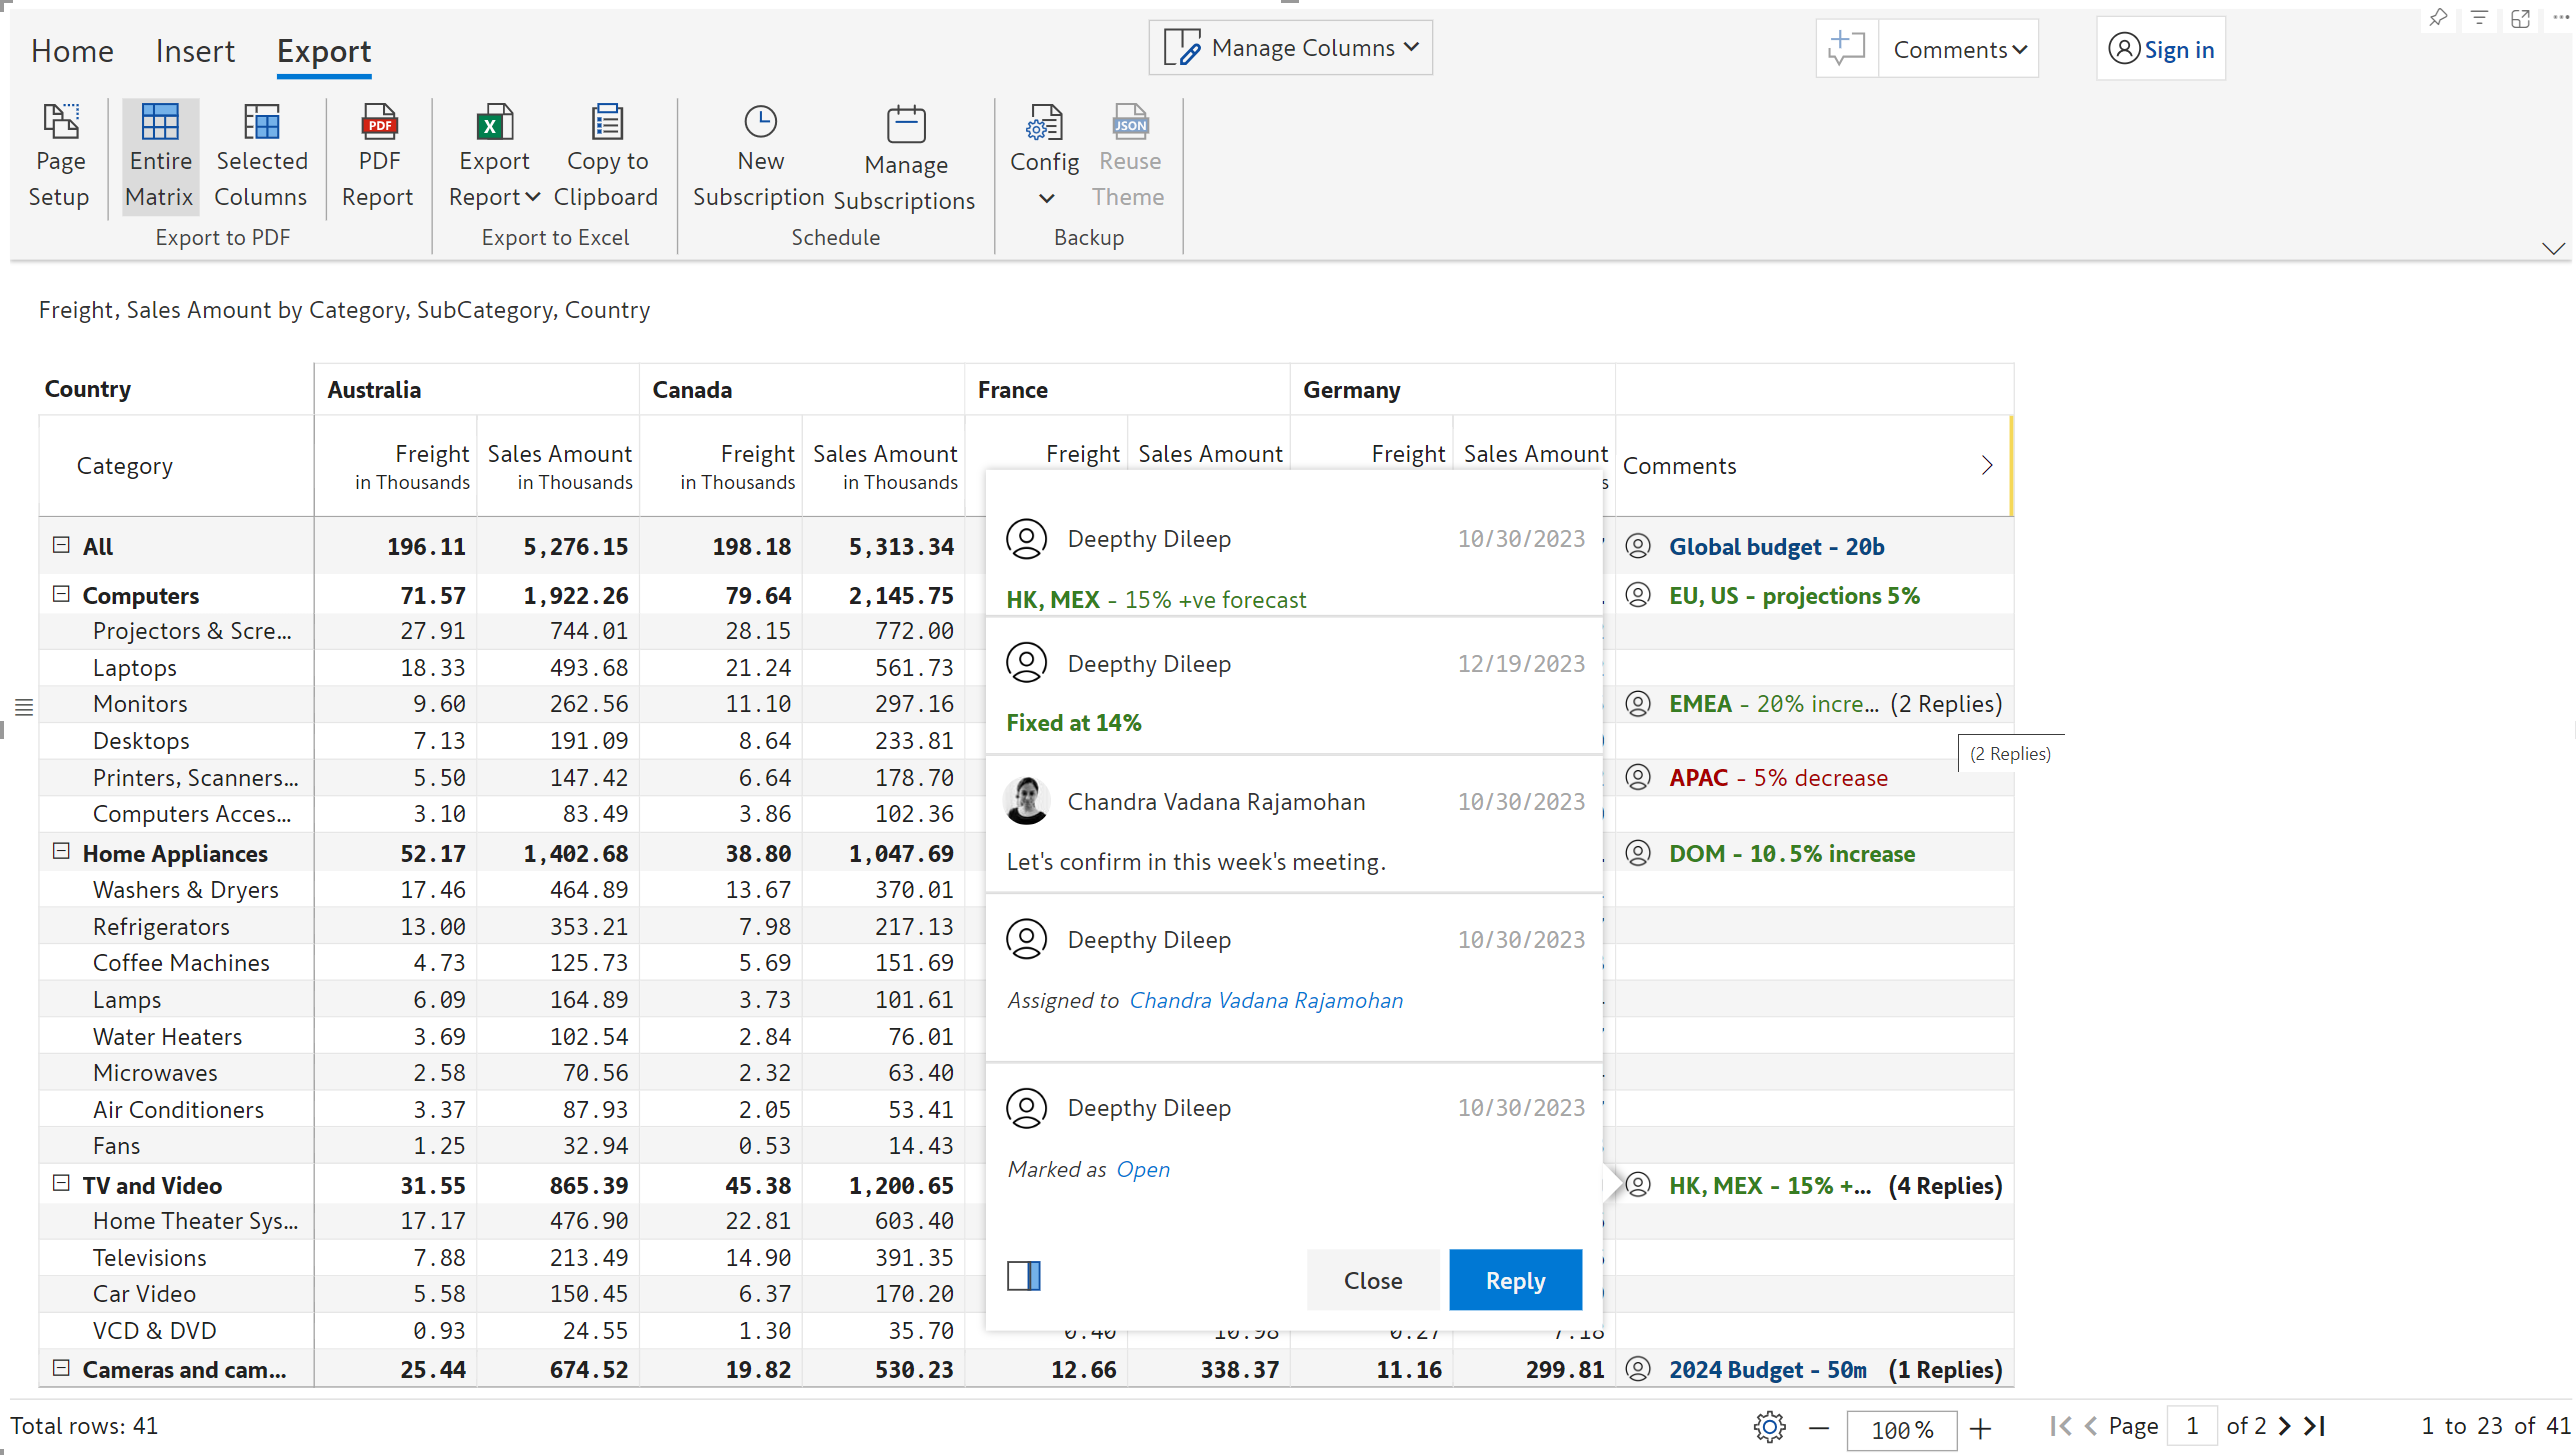 Home Insert Export
Manage Columns
Comments
Sign in
Page Setup
Entire Matrix
Selected Columns
PDF
PDF Report
X
Export Report
Copy to Clipboard
New Subscription
Manage Subscriptions
Config
JSON
Reuse Theme
Export to PDF Export to Excel Schedule Backup
Freight, Sales Amount by Category, SubCategory, Country
Country Australia Canada France Germany
Category Freight Sales Amount Freight Sales Amount Freight Sales Amount Freight Sales Amount Comments
in Thousands in Thousands in Thousands in Thousands
All 196.11 5,276.15 198.18 5,313.34 Global budget - 20b
Computers 71.57 1,922.26 79.64 2,145.75 EU, US - projections 5%
Projectors & Scre... 27.91 744.01 28.15 772.00
Laptops 18.33 493.68 21.24 561.73
Monitors 9.60 262.56 11.10 297.16 EMEA - 20% incre... (2 Replies)
Desktops 7.13 191.09 8.64 233.81
(2 Replies)
Printers, Scanners... 5.50 147.42 6.64 178.70 APAC - 5% decrease
Computers Acces... 3.10 83.49 3.86 102.36
Home Appliances 52.17 1,402.68 38.80 1,047.69 DOM - 10.5% increase
Washers & Dryers 17.46 464.89 13.67 370.01
Refrigerators 13.00 353.21 7.98 217.13
Coffee Machines 4.73 125.73 5.69 151.69
Lamps 6.09 164.89 3.73 101.61
Water Heaters 3.69 102.54 2.84 76.01
Microwaves 2.58 70.56 2.32 63.40
Air Conditioners 3.37 87.93 2.05 53.41
Fans 1.25 32.94 0.53 14.43
TV and Video 31.55 865.39 45.38 1,200.65 HK, MEX - 15% +... (4 Replies)
Home Theater Sys... 17.17 476.90 22.81 603.40
Televisions 7.88 213.49 14.90 391.35
Car Video 5.58 150.45 6.37 170.20
VCD & DVD 0.93 24.55 1.30 35.70 0.40 10.98 0.27 7.18
Cameras and cam... 25.44 674.52 19.82 530.23 12.66 338.37 11.16 299.81 2024 Budget - 50m (1 Replies)
Deepthy Dileep 10/30/2023
HK, MEX - 15% +ve forecast
Deepthy Dileep 12/19/2023
Fixed at 14%
Chandra Vadana Rajamohan 10/30/2023
Let's confirm in this week's meeting.
Deepthy Dileep 10/30/2023
Assigned to Chandra Vadana Rajamohan
Deepthy Dileep 10/30/2023
Marked as Open
Close Reply
Total rows: 41
100 %
Page 1 of 2
1 to 23 of 41